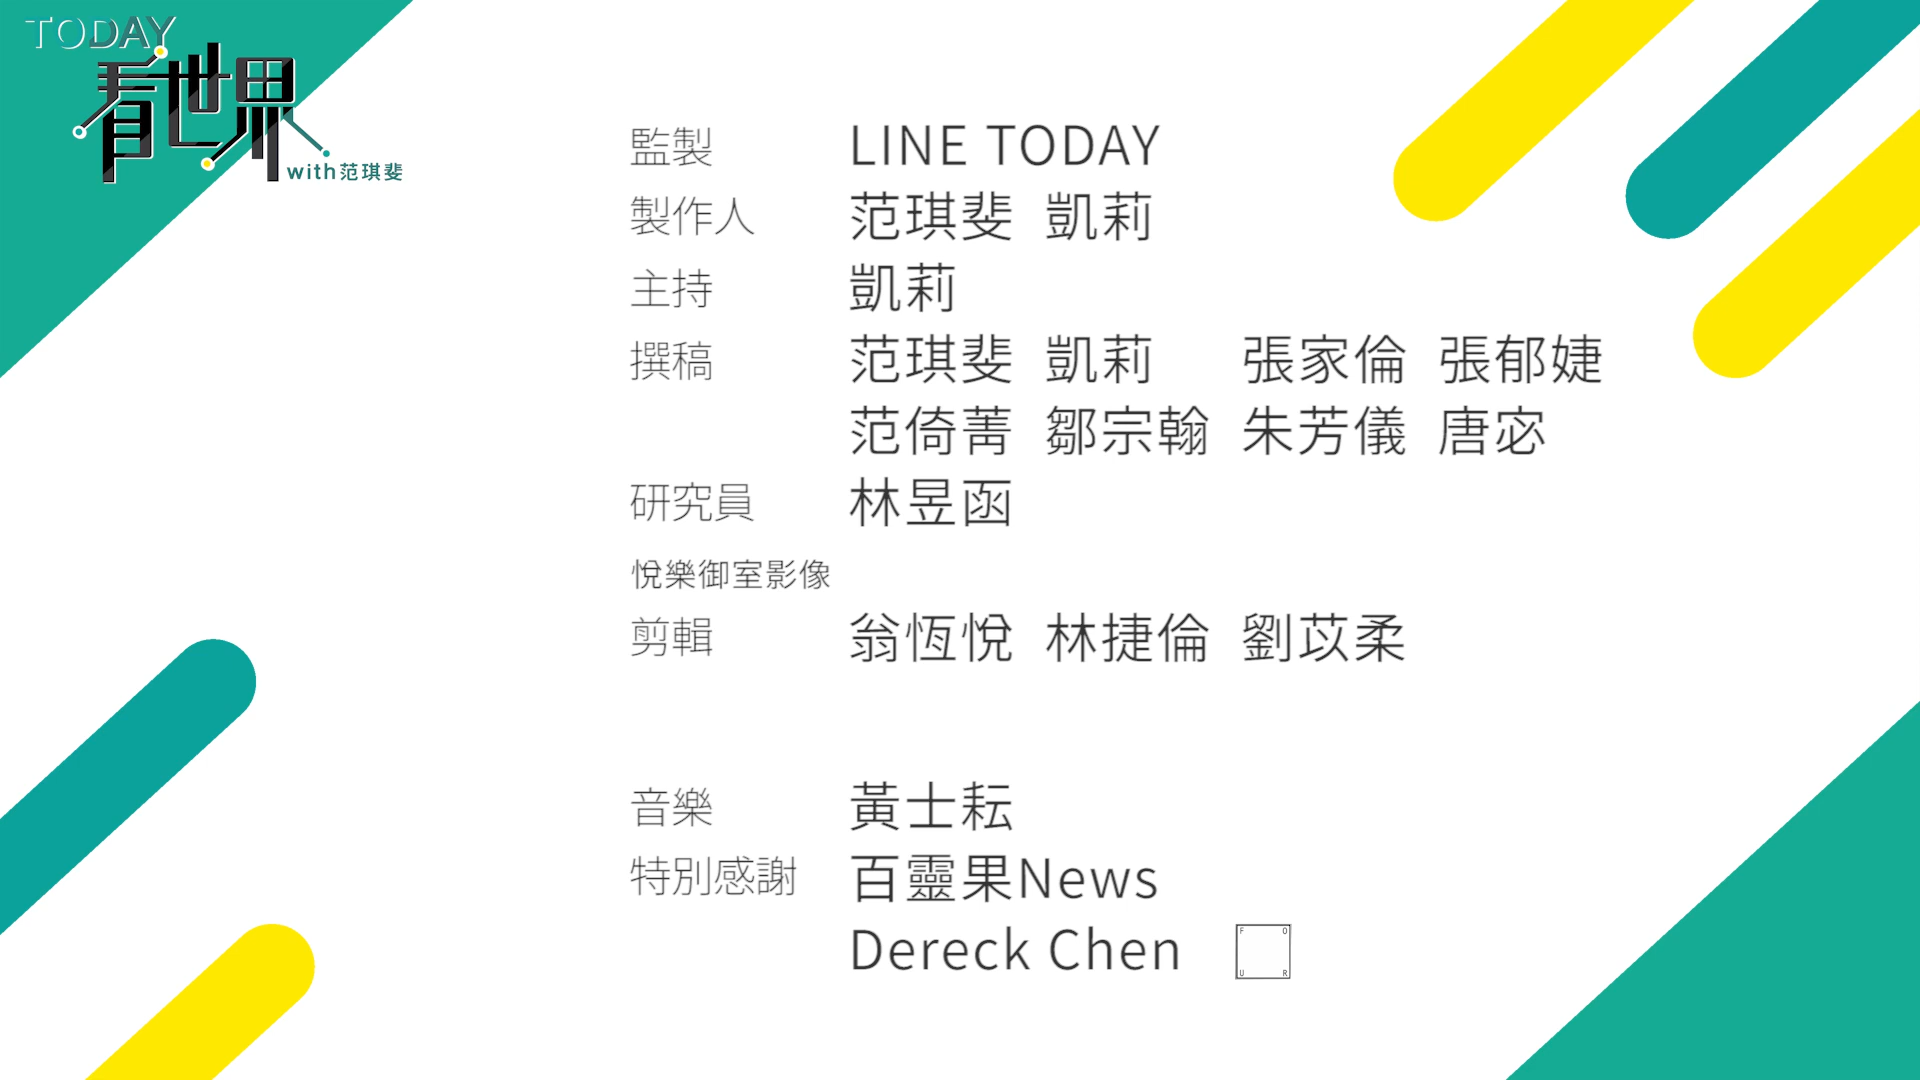 TODAY
看世界
with范琪斐
監製 LINE TODAY
製作人 范琪斐 凱莉
主持 凱莉
撰稿 范琪斐 凱莉 張家倫 張郁婕
范倚菁 鄒宗翰 朱芳儀 唐宓
研究員 林昱函
悅樂御室影像
剪輯 翁恆悅 林捷倫 劉苡柔
音樂 黃士耘
特別感謝 百靈果News
Dereck Chen
F O
U R